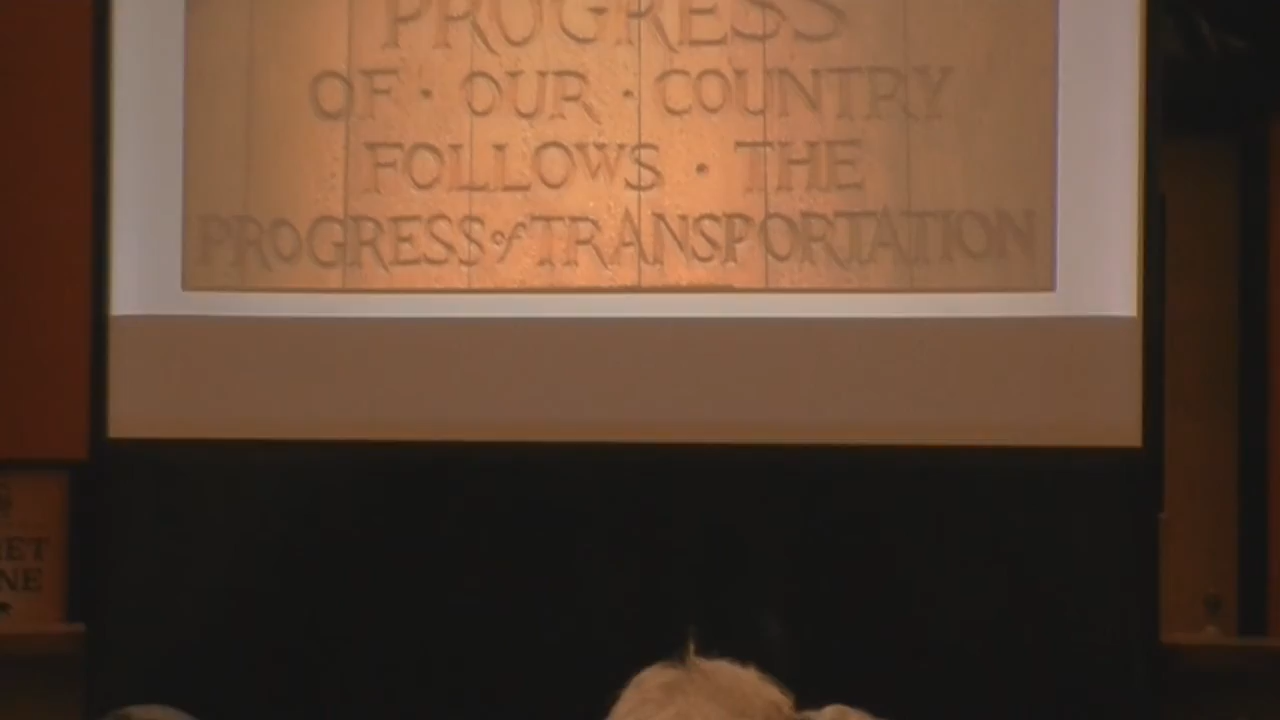 PROGRESS
OF · OUR · COUNTRY
FOLLOWS · THE
PROGRESS of TRANSPORTATION